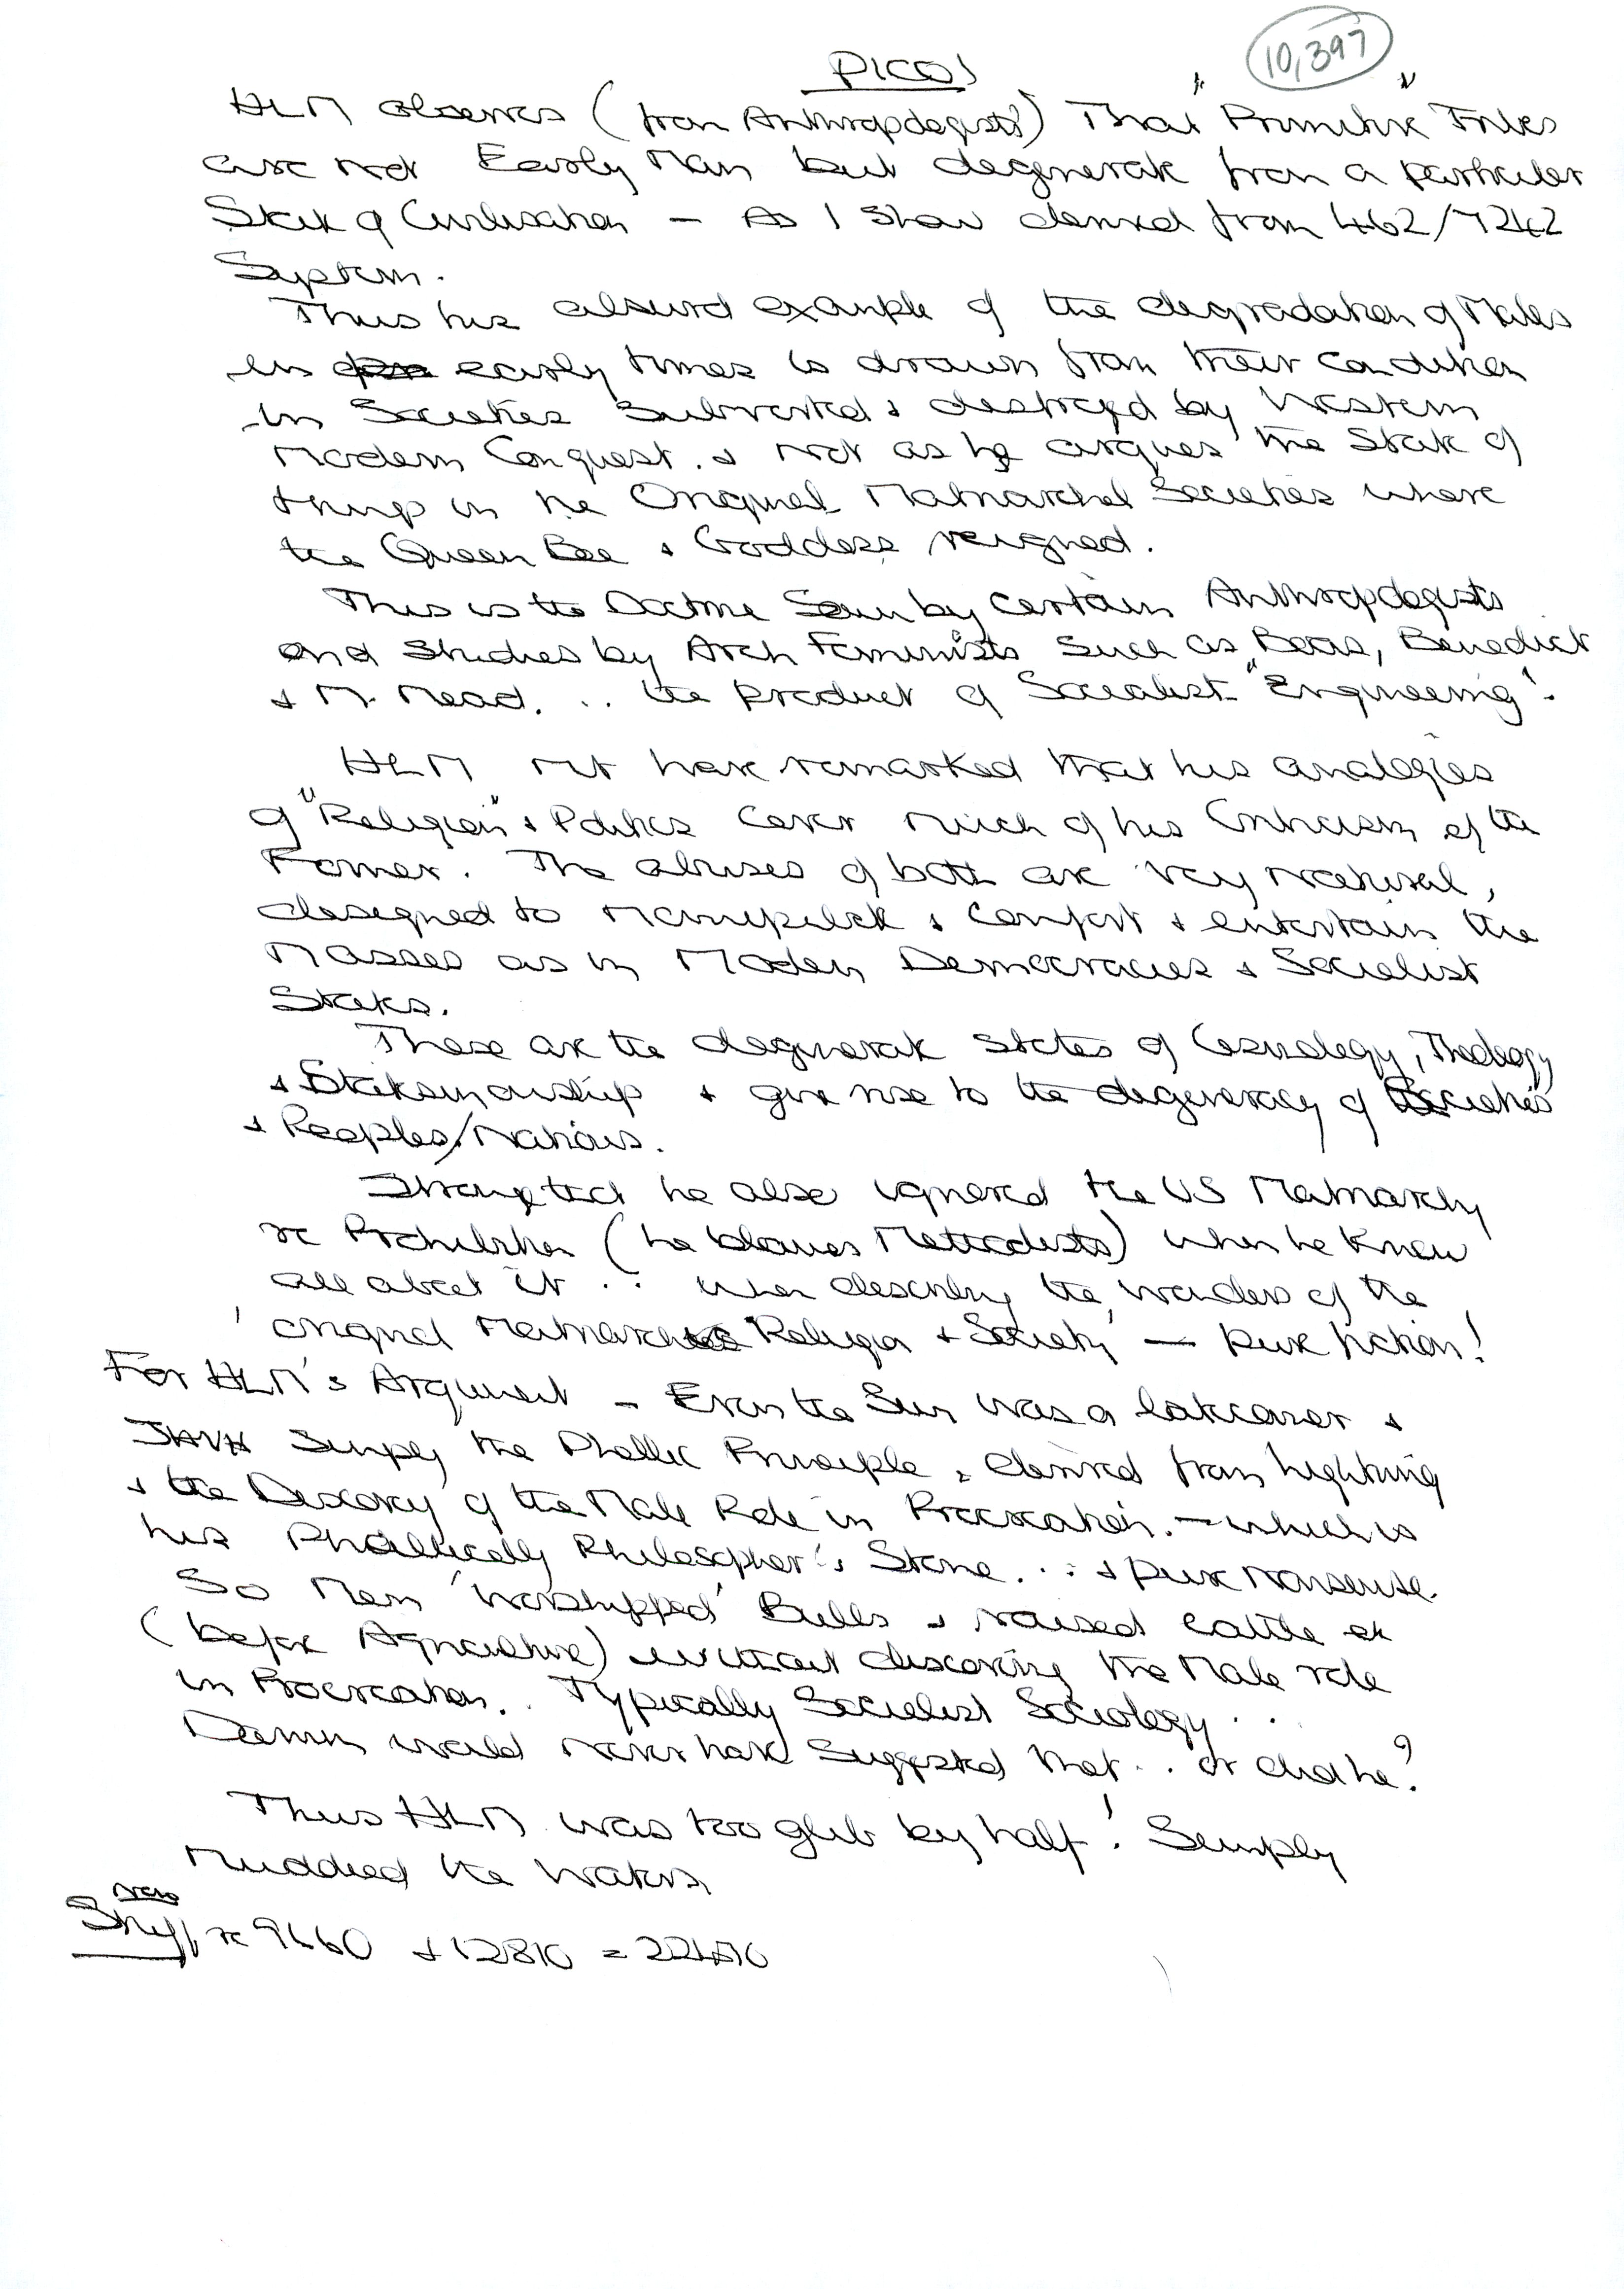 10,397
PICOS
HLM observes (from Anthropologists) That "Primitive" Tribes
are not Early Man but degenerate from a particular
State of Civilisation - As I show derived from 462/7242
System.
Thus his absurd example of the degradation of Males
in early times is drawn from their condition
in Societies Subverted & destroyed by Western
Modern Conquest. & not as he argues the State of
things in the Original Matriarchal Societies where
the Queen Bee & Goddess reigned.
This is the Doctrine Sown by Certain Anthropologists
and Studies by Arch Feminists Such as Boas, Benedict
& M. Mead. .. the product of Socialist "Engineering".
HLM have remarked that his analogies
of "Religion" & Politics Cover Much of his Criticism of the
Former. The abuses of both are Very Natural,
designed to Manipulate & Comfort & entertain the
Masses as in Modern Democracies & Socialist
States.
These are the degenerate states of Cosmology, Theology
& Statesmanship & give rise to the degeneracy of Societies
& Peoples/Nations.
Strange that he also ignored the US Matriarchy
re Prohibition (he blames Methodists) when he Knew
all about it .. when describing the wonders of the
'original Matriarchal Religion & Society' - pure fiction!
For HLM's Argument - Even the Sun was a latecomer &
JHVH Simply the Phallic Principle, derived from lightning
& the Discovery of the Male Role in Procreation. - which is
his Phallically Philosopher's Stone. .. & pure nonsense.
So Men 'worshipped' Bulls & raised Cattle etc
(before Agriculture) without discovering the Male role
in Procreation. Typically Socialist Sociology ..
Darwin would never have Suggested that .. or did he?
Thus HLM was too glib by half! Simply
Muddied the Waters
re 9660 + 12810 =